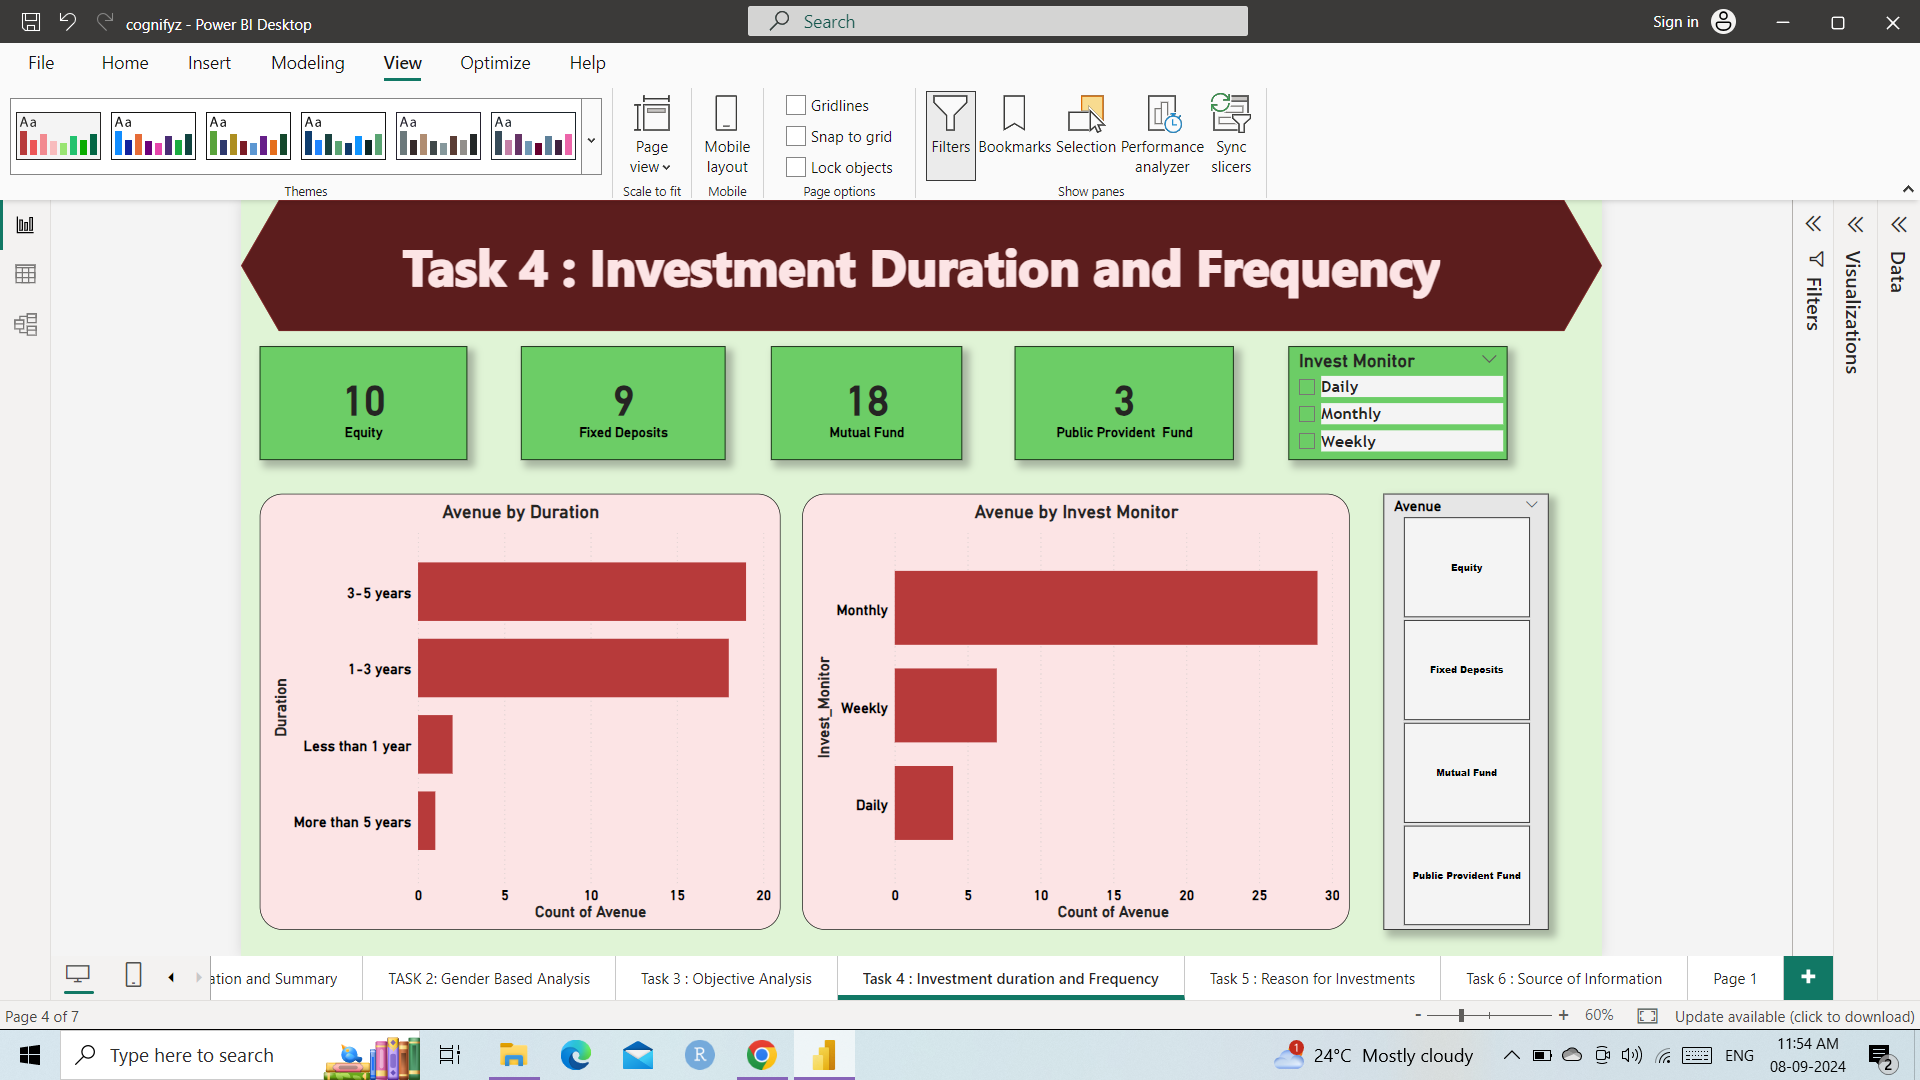 cognifyz - Power BI Desktop
Search
Sign in
File Home Insert Modeling View Optimize Help
Aa Aa Aa Aa Aa Aa
Themes
Page view
Scale to fit
Mobile layout
Mobile
Gridlines
Snap to grid
Lock objects
Page options
Filters
Bookmarks
Selection
Performance analyzer
Sync slicers
Show panes
Task 4 : Investment Duration and Frequency
10
Equity
9
Fixed Deposits
18
Mutual Fund
3
Public Provident Fund
Invest Monitor
Daily
Monthly
Weekly
Avenue by Duration
Duration
3-5 years
1-3 years
Less than 1 year
More than 5 years
0 5 10 15 20
Count of Avenue
Avenue by Invest Monitor
Invest_Monitor
Monthly
Weekly
Daily
0 5 10 15 20 25 30
Count of Avenue
Avenue
Equity
Fixed Deposits
Mutual Fund
Public Provident Fund
Filters
Visualizations
Data
ation and Summary
TASK 2: Gender Based Analysis
Task 3 : Objective Analysis
Task 4 : Investment duration and Frequency
Task 5 : Reason for Investments
Task 6 : Source of Information
Page 1
+
Page 4 of 7
- + 60%
Update available (click to download)
Type here to search
R
1
24°C Mostly cloudy
ENG
11:54 AM
08-09-2024
2